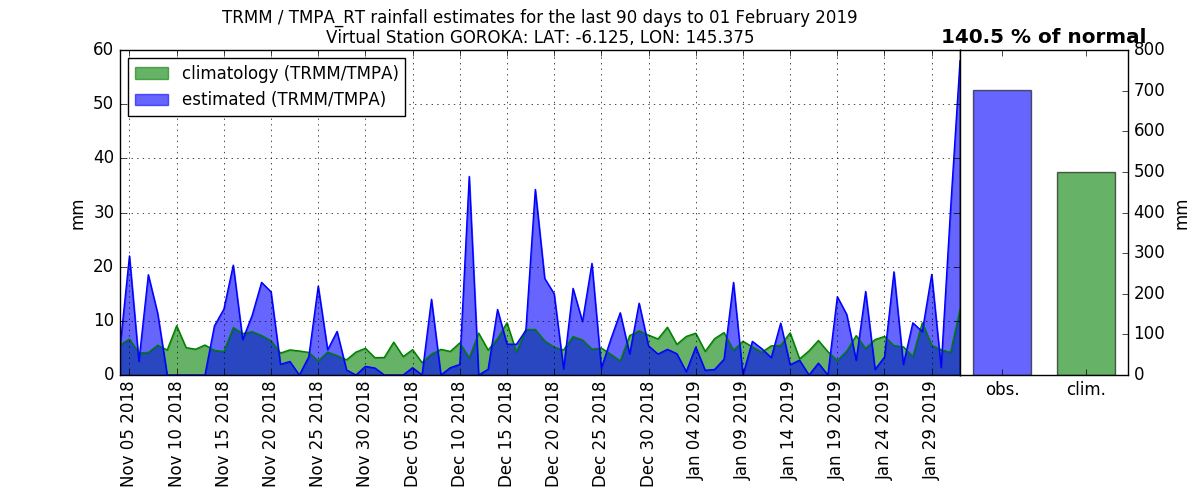 TRMM / TMPA_RT rainfall estimates for the last 90 days to 01 February 2019
Virtual Station GOROKA: LAT: -6.125, LON: 145.375
140.5 % of normal
climatology (TRMM/TMPA)
estimated (TRMM/TMPA)
mm
60
50
40
30
20
10
0
Nov 05 2018
Nov 10 2018
Nov 15 2018
Nov 20 2018
Nov 25 2018
Nov 30 2018
Dec 05 2018
Dec 10 2018
Dec 15 2018
Dec 20 2018
Dec 25 2018
Dec 30 2018
Jan 04 2019
Jan 09 2019
Jan 14 2019
Jan 19 2019
Jan 24 2019
Jan 29 2019
800
700
600
500
400
300
200
100
0
mm
obs.
clim.